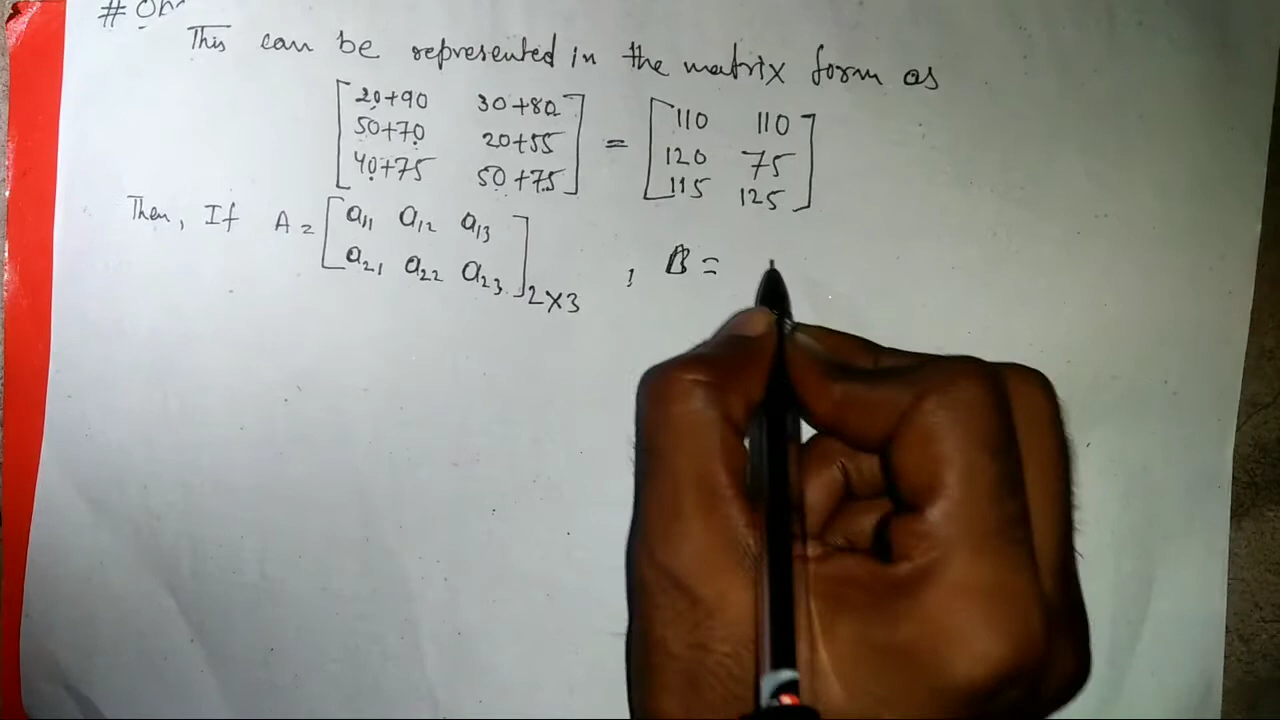 #
This can be represented in the matrix form as
[20+90 30+80
50+70 20+55
40+75 50+75] = [110 110
120 75
115 125]
Then, If A = [a11 a12 a13
a21 a22 a23]2×3 , B =